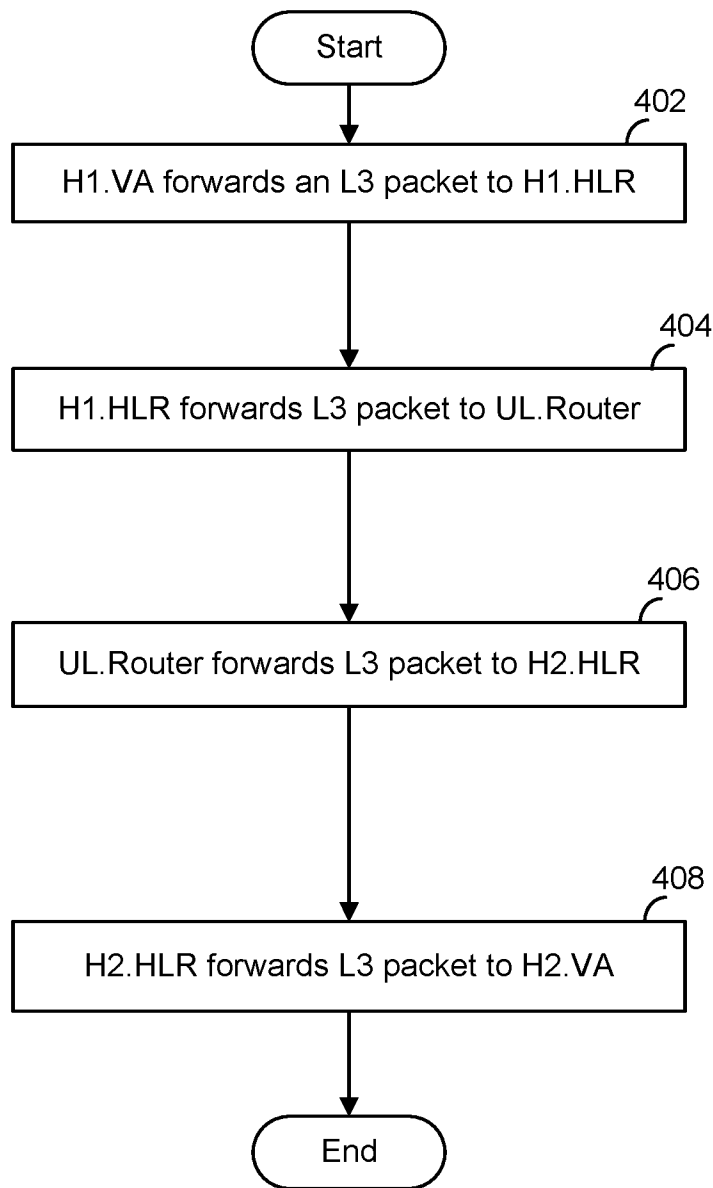 Start
402
H1.VA forwards an L3 packet to H1.HLR
404
H1.HLR forwards L3 packet to UL.Router
406
UL.Router forwards L3 packet to H2.HLR
408
H2.HLR forwards L3 packet to H2.VA
End